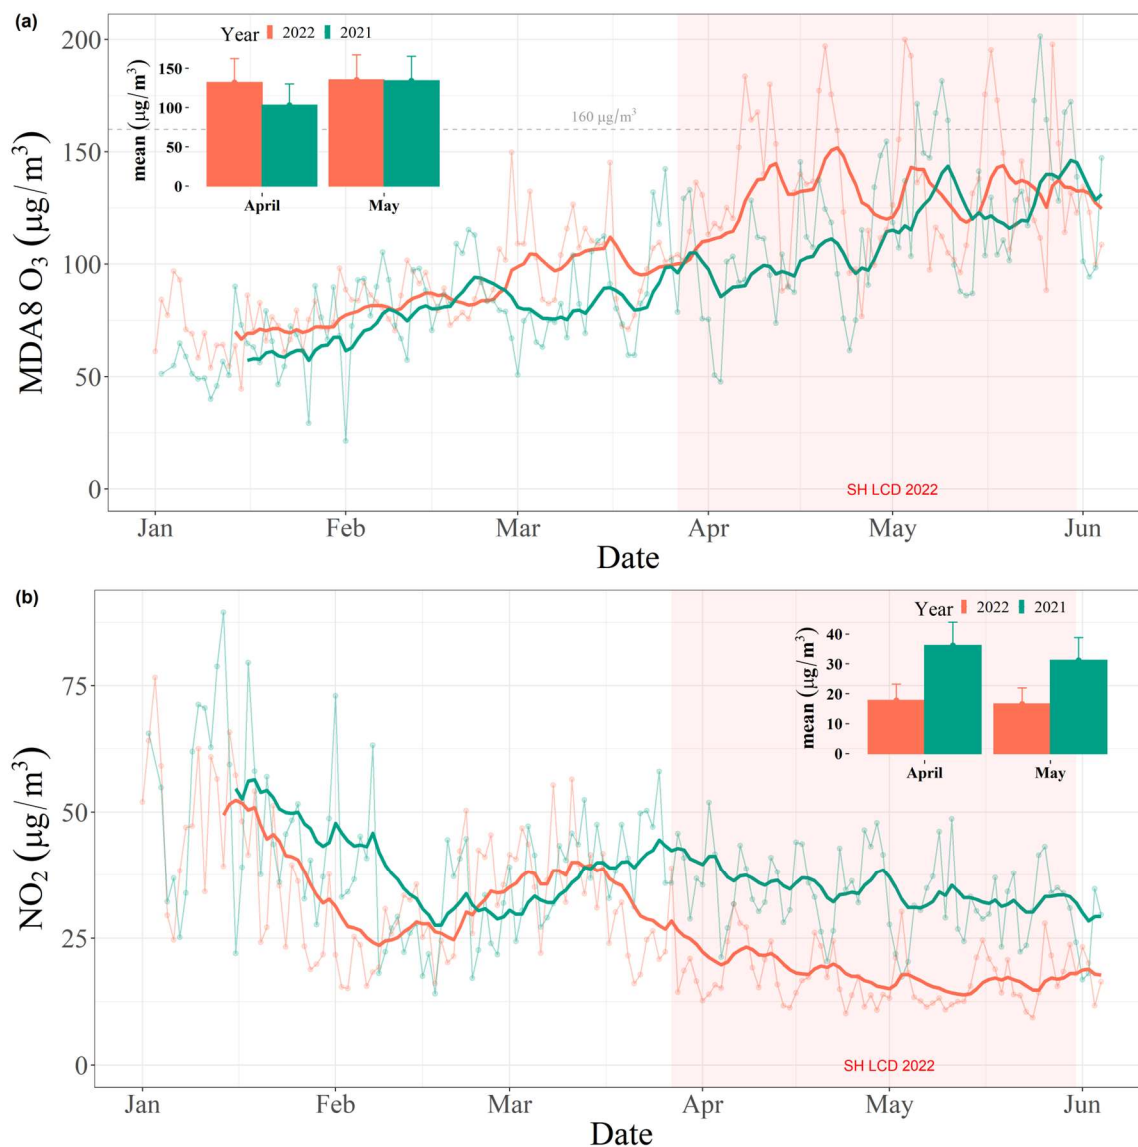 (a)
Year 2022 2021
mean (μg/m³)
150
100
50
0
April May
MDA8 O₃ (μg/m³)
200
150
100
50
0
160 μg/m³
SH LCD 2022
Jan Feb Mar Apr May Jun
Date
(b)
Year 2022 2021
mean (μg/m³)
40
30
20
10
0
April May
NO₂ (μg/m³)
75
50
25
0
SH LCD 2022
Jan Feb Mar Apr May Jun
Date